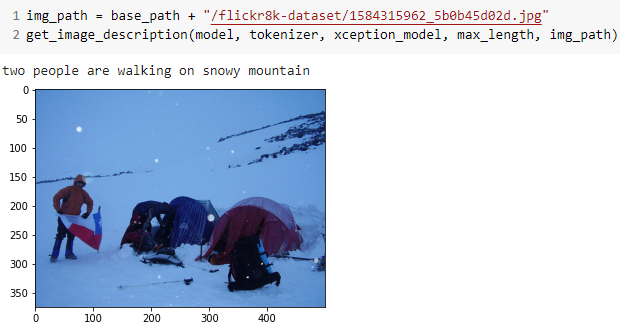 1 img_path = base_path + "/flickr8k-dataset/1584315962_5b0b45d02d.jpg"
2 get_image_description(model, tokenizer, xception_model, max_length, img_path)
two people are walking on snowy mountain
0
50
100
150
200
250
300
350
0 100 200 300 400